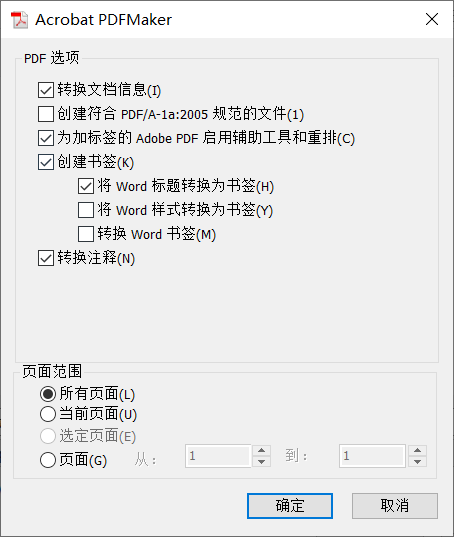 Acrobat PDFMaker
PDF 选项
转换文档信息(I)
创建符合 PDF/A-1a:2005 规范的文件(1)
为加标签的 Adobe PDF 启用辅助工具和重排(C)
创建书签(K)
将 Word 标题转换为书签(H)
将 Word 样式转换为书签(Y)
转换 Word 书签(M)
转换注释(N)
页面范围
所有页面(L)
当前页面(U)
选定页面(E)
页面(G) 从: 1 到: 1
确定 取消